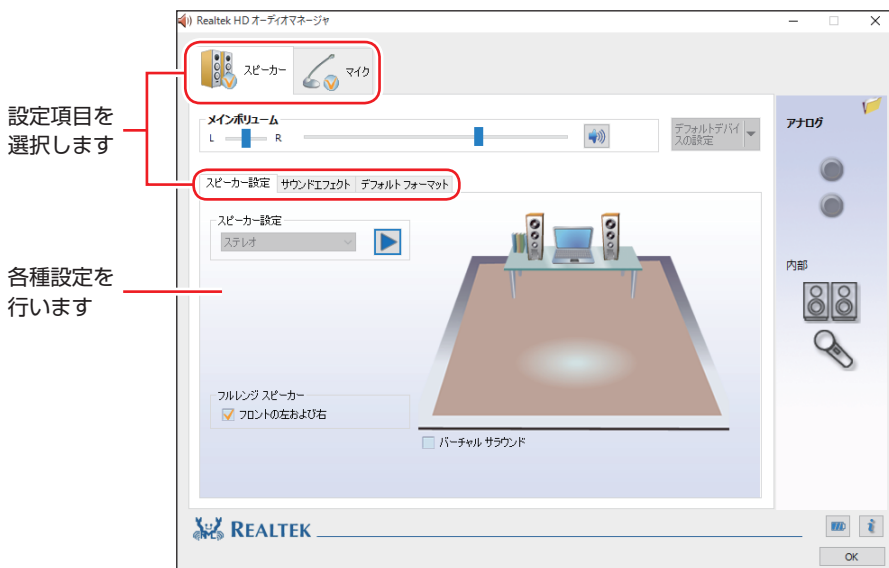 Realtek HD オーディオマネージャ
スピーカー
マイク
設定項目を
選択します
メインボリューム
L
R
デフォルトデバイ
スの設定
アナログ
スピーカー設定
サウンドエフェクト
デフォルト フォーマット
スピーカー設定
ステレオ
各種設定を
行います
内部
フルレンジ スピーカー
フロントの左および右
バーチャル サラウンド
REALTEK
OK